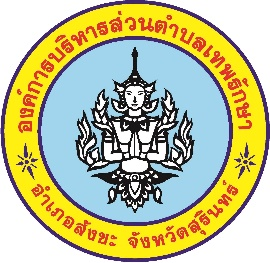 องค์การบริหารส่วนตำบลเทพรักษา
อำเภอสังขะ จังหวัดสุรินทร์